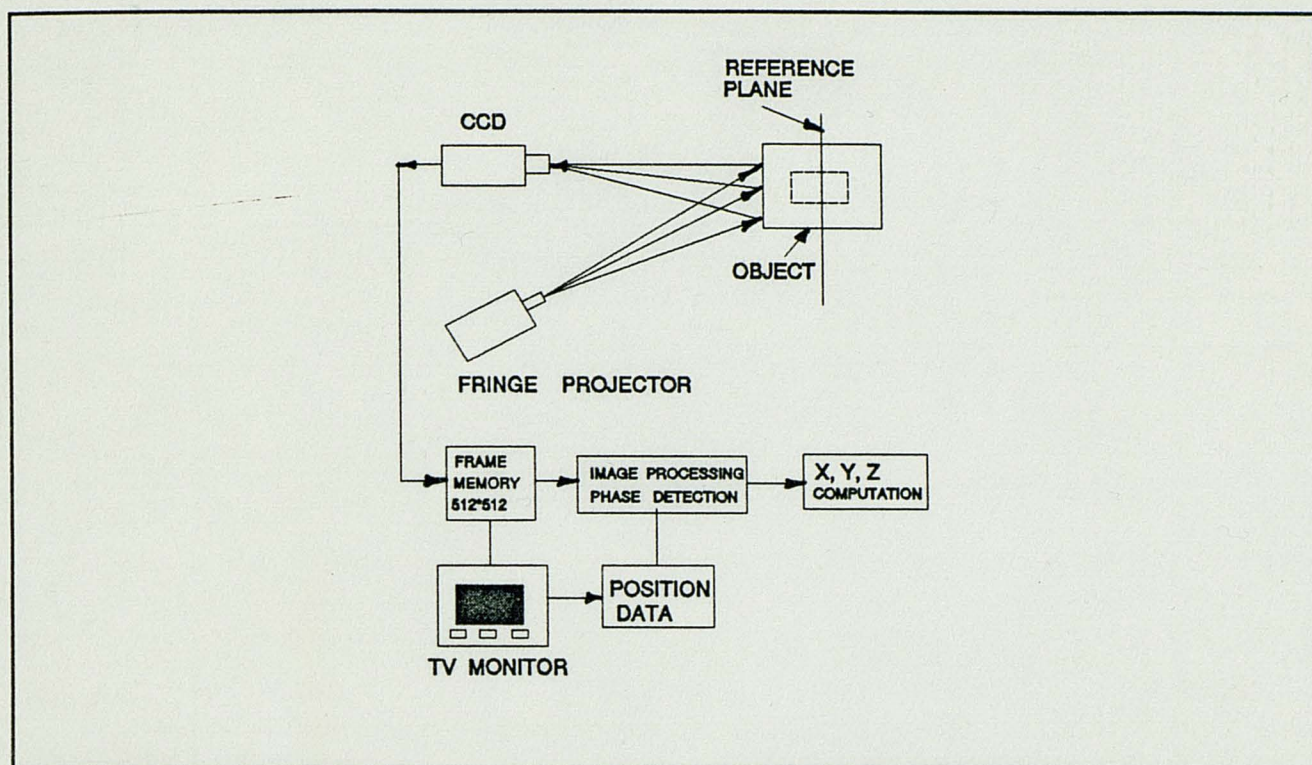 REFERENCE
PLANE
CCD
OBJECT
FRINGE PROJECTOR
FRAME
MEMORY
512*512
IMAGE PROCESSING
PHASE DETECTION
X, Y, Z
COMPUTATION
POSITION
DATA
TV MONITOR